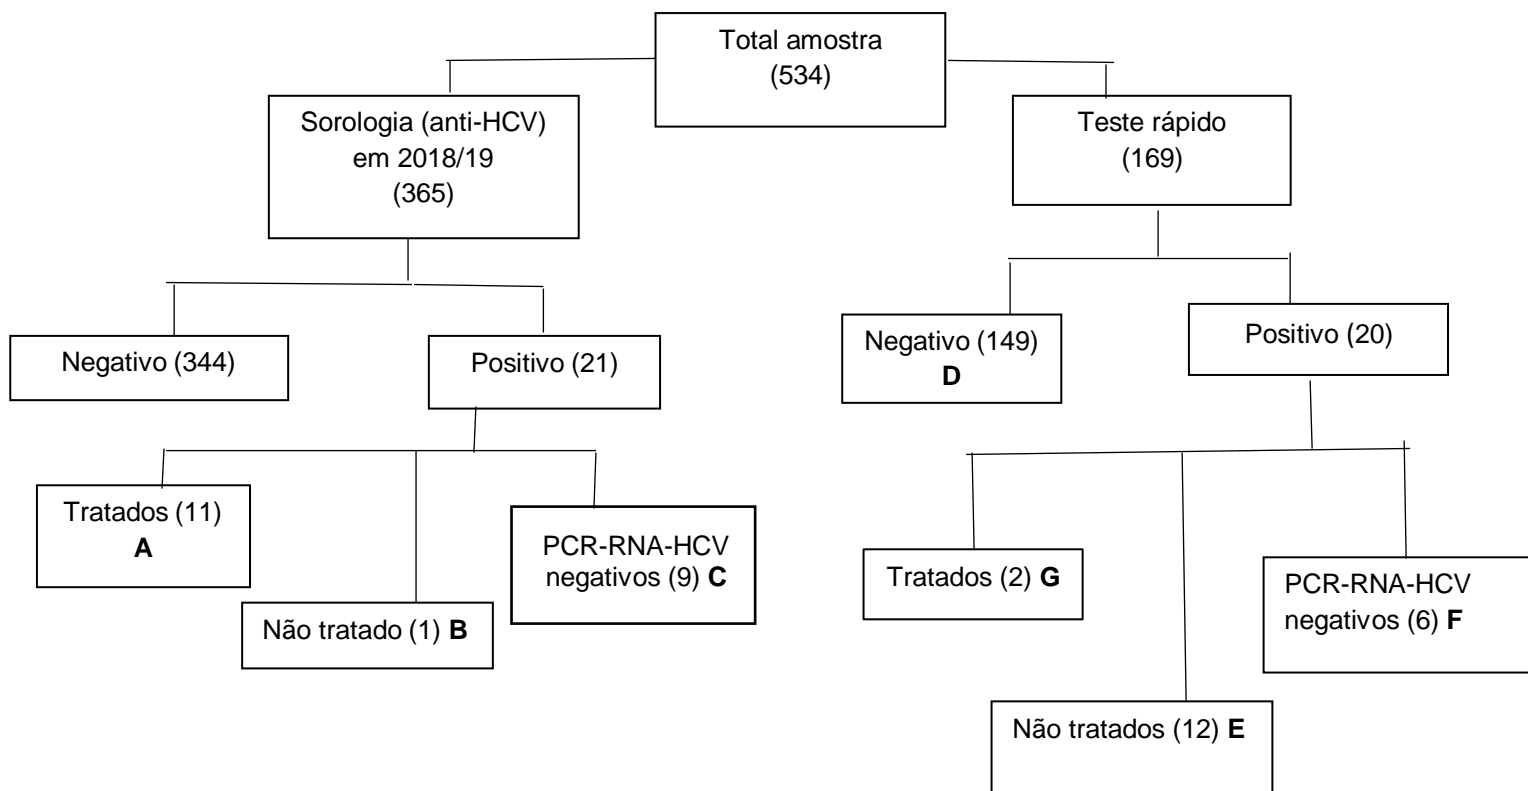 Total amostra
(534)
Sorologia (anti-HCV)
em 2018/19
(365)
Teste rápido
(169)
Negativo (344)
Positivo (21)
Negativo (149)
D
Positivo (20)
Tratados (11)
A
Não tratado (1) B
PCR-RNA-HCV
negativos (9) C
Tratados (2) G
Não tratados (12) E
PCR-RNA-HCV
negativos (6) F